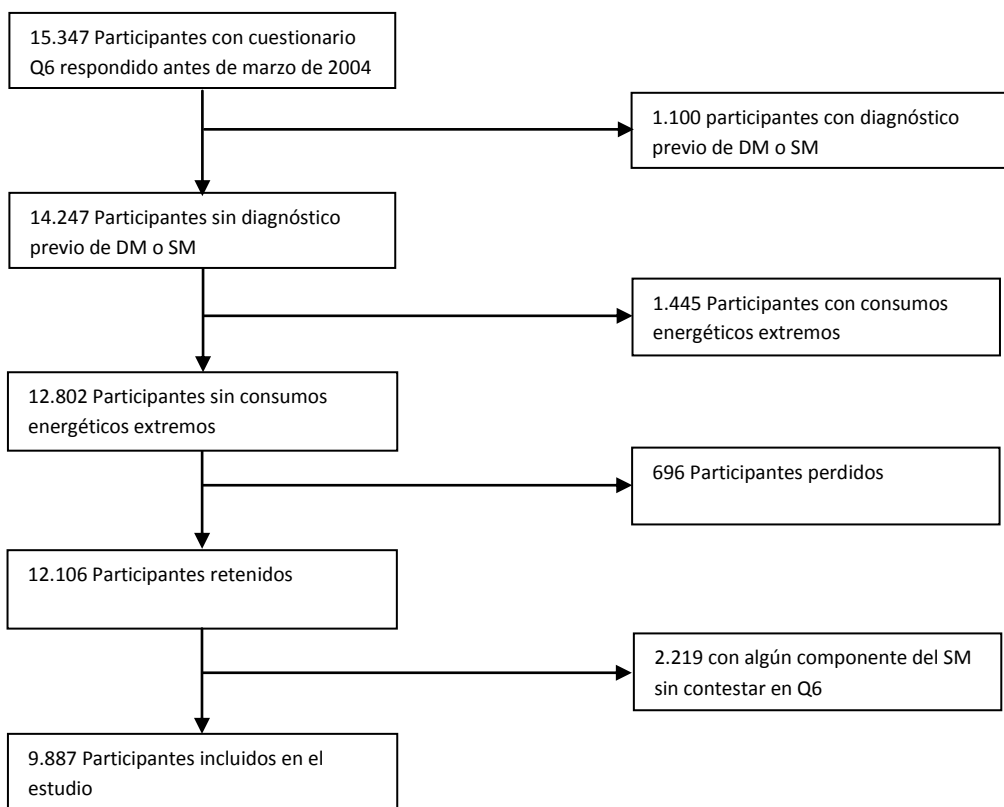 15.347 Participantes con cuestionario
Q6 respondido antes de marzo de 2004
1.100 participantes con diagnóstico
previo de DM o SM
14.247 Participantes sin diagnóstico
previo de DM o SM
1.445 Participantes con consumos
energéticos extremos
12.802 Participantes sin consumos
energéticos extremos
696 Participantes perdidos
12.106 Participantes retenidos
2.219 con algún componente del SM
sin contestar en Q6
9.887 Participantes incluidos en el
estudio